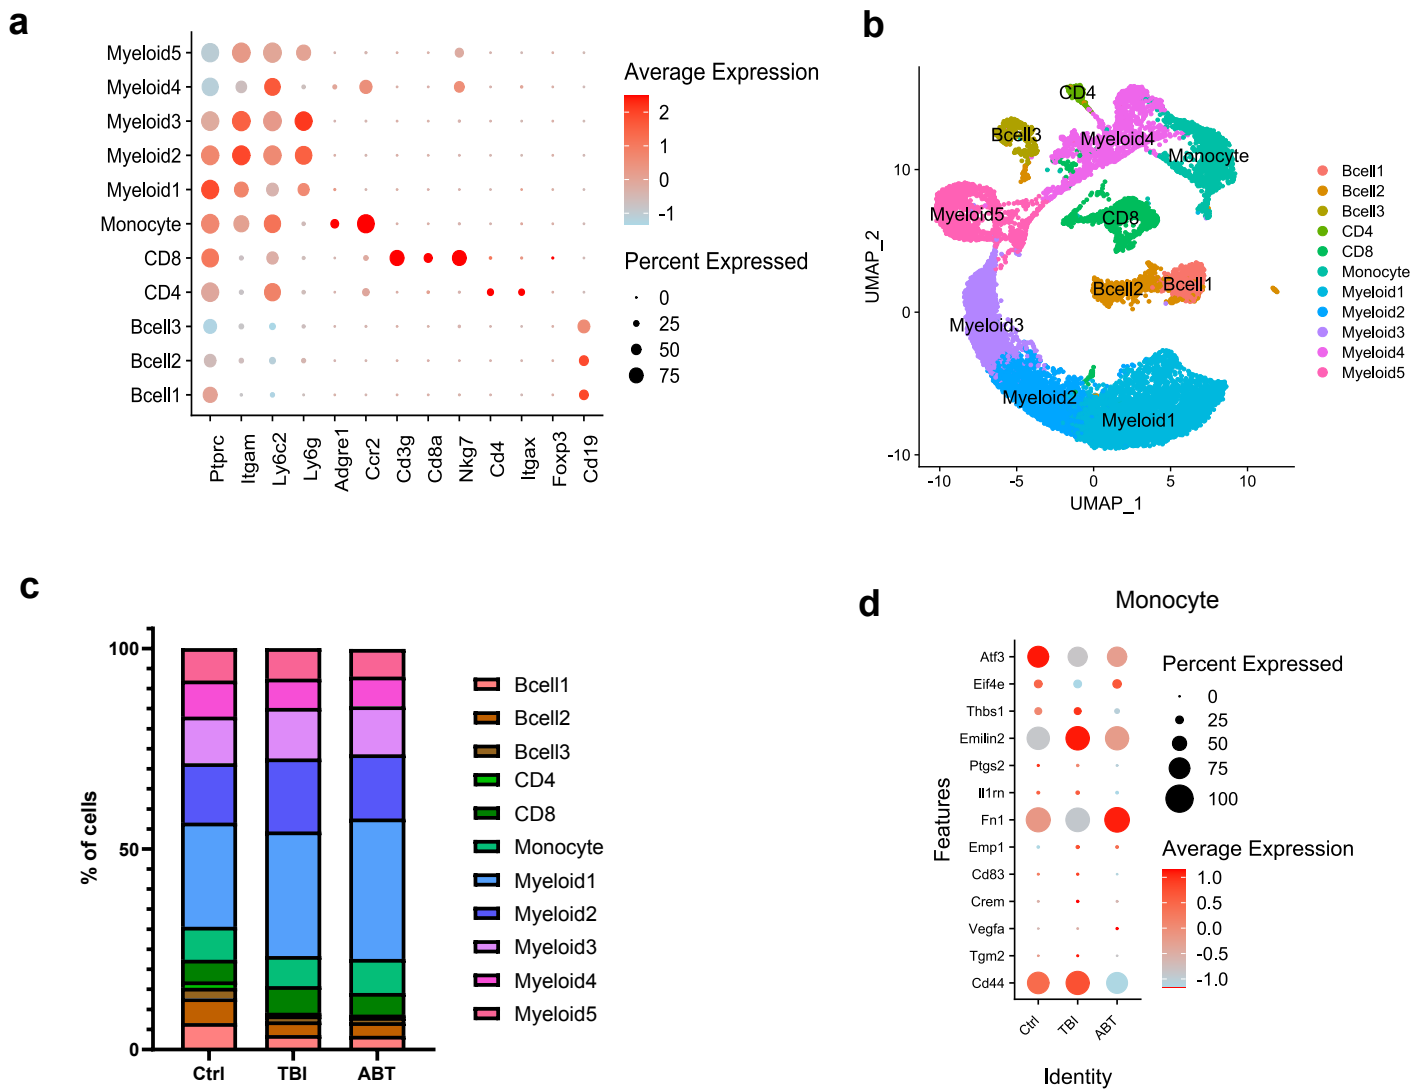 a
Myeloid5
Myeloid4
Myeloid3
Myeloid2
Myeloid1
Monocyte
CD8
CD4
Bcell3
Bcell2
Bcell1
Ptprc
Itgam
Ly6c2
Ly6g
Adgre1
Ccr2
Cd3g
Cd8a
Nkg7
Cd4
Itgax
Foxp3
Cd19
Average Expression
2
1
0
-1
Percent Expressed
0
25
50
75
b
UMAP_2
10
0
-10
CD4
Bcell3
Myeloid4
Monocyte
Myeloid5
CD8
Bcell2
Bcell1
Myeloid3
Myeloid2
Myeloid1
-10
-5
0
5
10
UMAP_1
Bcell1
Bcell2
Bcell3
CD4
CD8
Monocyte
Myeloid1
Myeloid2
Myeloid3
Myeloid4
Myeloid5
c
% of cells
100
50
0
Ctrl
TBI
ABT
Bcell1
Bcell2
Bcell3
CD4
CD8
Monocyte
Myeloid1
Myeloid2
Myeloid3
Myeloid4
Myeloid5
d
Monocyte
Features
Atf3
Eif4e
Thbs1
Emilin2
Ptgs2
Il1rn
Fn1
Emp1
Cd83
Crem
Vegfa
Tgm2
Cd44
Ctrl
TBI
ABT
Identity
Percent Expressed
0
25
50
75
100
Average Expression
1.0
0.5
0.0
-0.5
-1.0